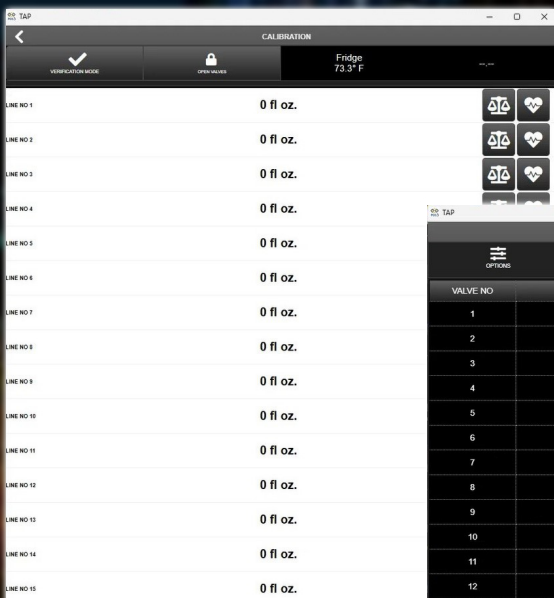 TAP
CALIBRATION
VERIFICATION MODE
OPEN VALVES
Fridge
73.3° F
--.--
LINE NO 1 0 fl oz.
LINE NO 2 0 fl oz.
LINE NO 3 0 fl oz.
LINE NO 4 0 fl oz.
LINE NO 5 0 fl oz.
LINE NO 6 0 fl oz.
LINE NO 7 0 fl oz.
LINE NO 8 0 fl oz.
LINE NO 9 0 fl oz.
LINE NO 10 0 fl oz.
LINE NO 11 0 fl oz.
LINE NO 12 0 fl oz.
LINE NO 13 0 fl oz.
LINE NO 14 0 fl oz.
LINE NO 15 0 fl oz.
TAP
OPTIONS
VALVE NO
1
2
3
4
5
6
7
8
9
10
11
12